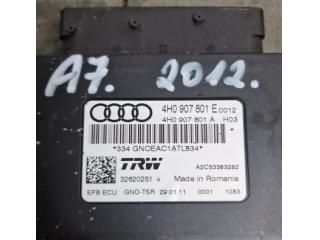 A7. 2012.
4H0 907 801 E 0012
4H0 907 801 A H03
*334 GNOEAC1ATLB34*
TRW
32620251 A
A2C53383282
Made in Romania
EPB ECU GNO-TSR 29.01.11 0001 1083